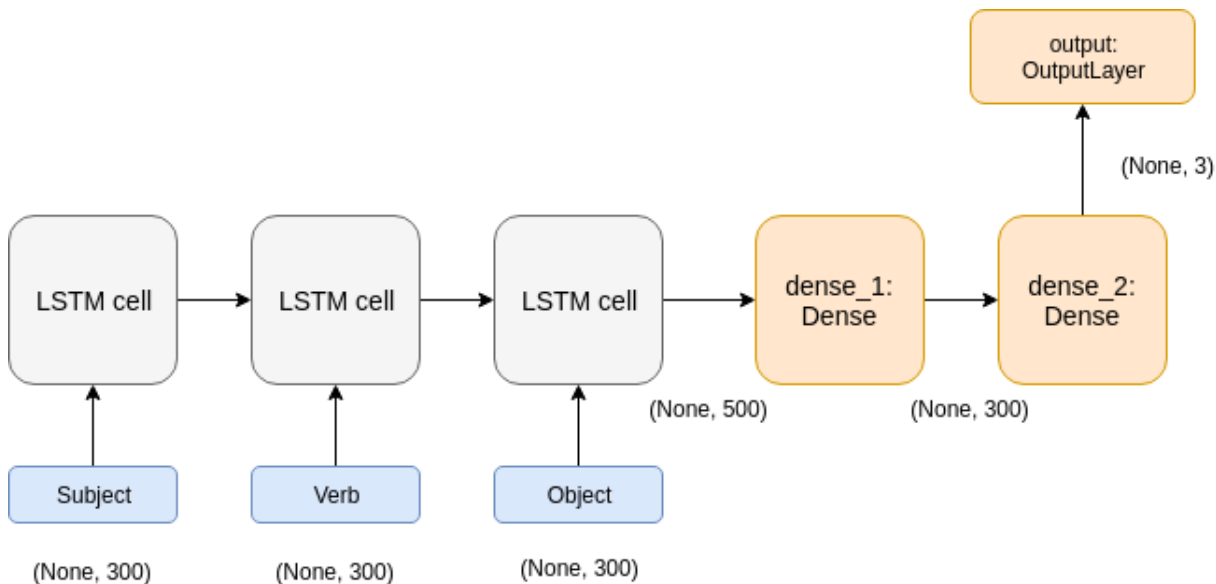 output:
OutputLayer
(None, 3)
LSTM cell
LSTM cell
LSTM cell
dense_1:
Dense
dense_2:
Dense
(None, 500)
(None, 300)
Subject
Verb
Object
(None, 300)
(None, 300)
(None, 300)